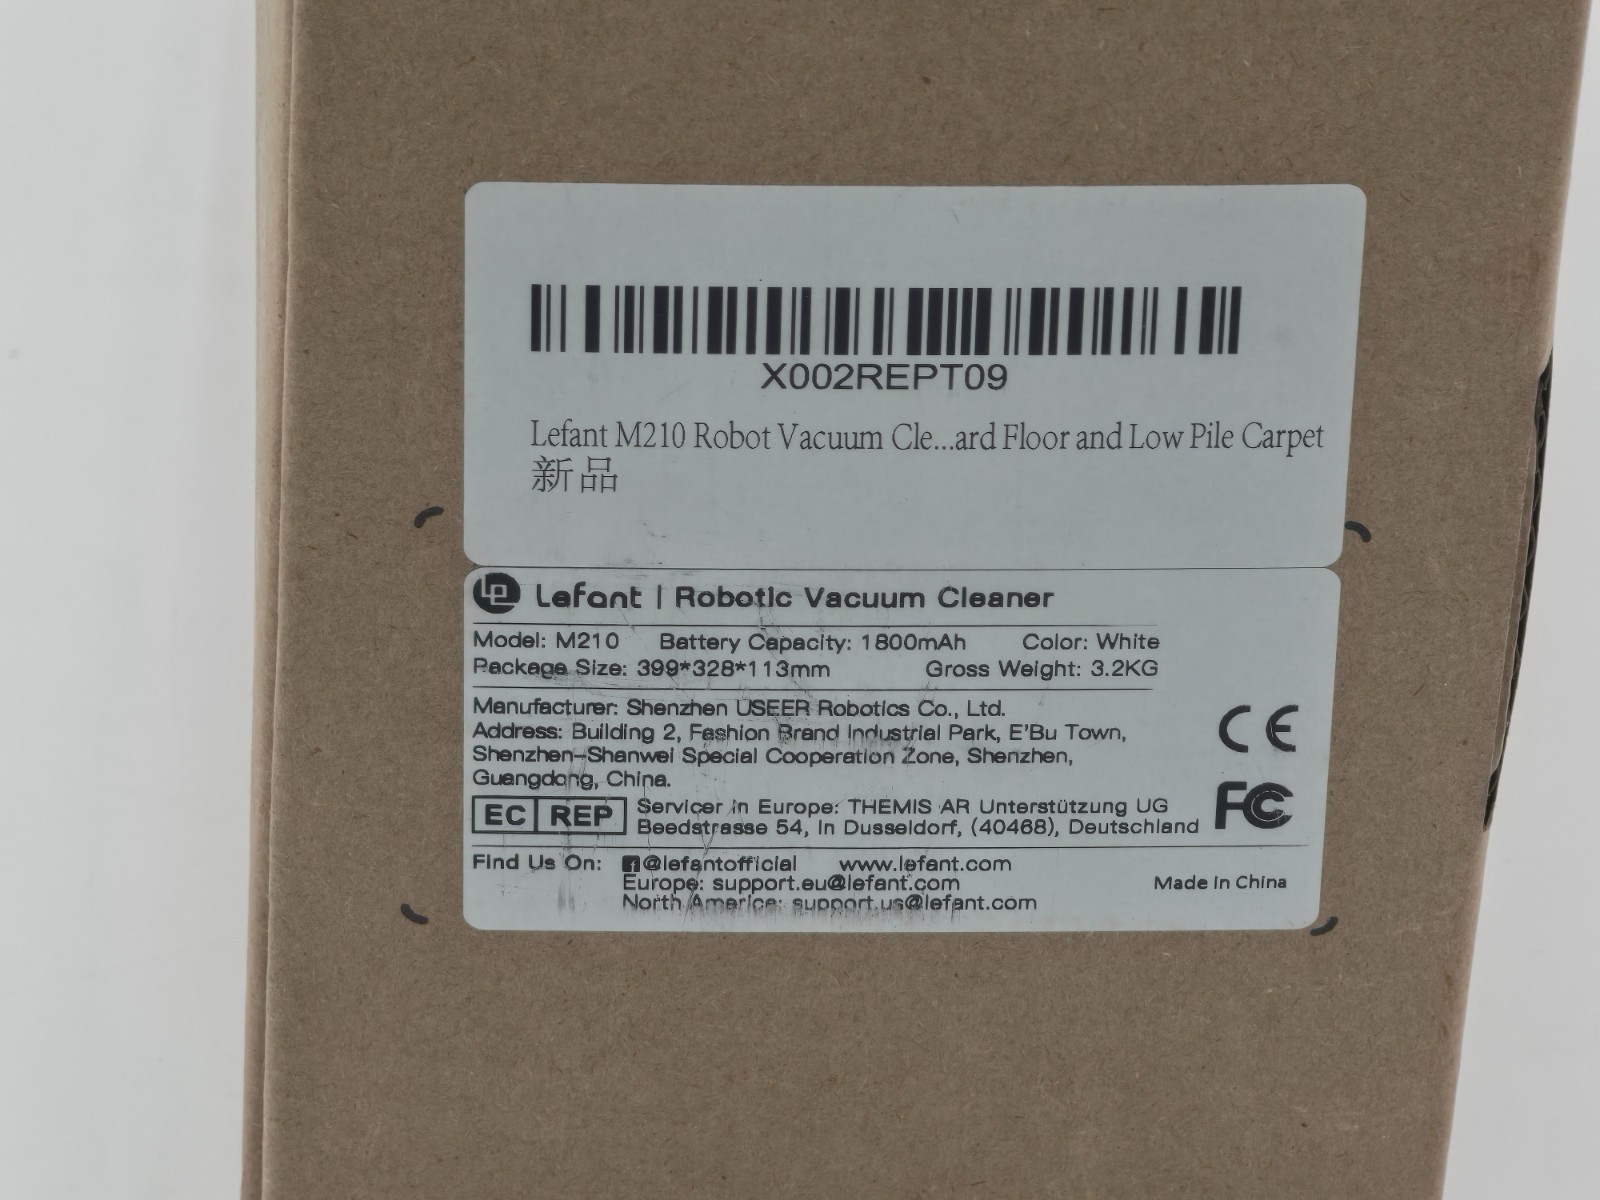 X002REPT09
Lefant M210 Robot Vacuum Cle...ard Floor and Low Pile Carpet
新品
Lefant | Robotic Vacuum Cleaner
Model: M210 Battery Capacity: 1800mAh Color: White
Package Size: 399*328*113mm Gross Weight: 3.2KG
Manufacturer: Shenzhen USEER Robotics Co., Ltd.
Address: Building 2, Fashion Brand Industrial Park, E'Bu Town,
Shenzhen-Shanwei Special Cooperation Zone, Shenzhen,
Guangdong, China.
CE
EC REP
Servicer in Europe: THEMIS AR Unterstützung UG
Beedstrasse 54, in Dusseldorf, (40468), Deutschland
FC
Find Us On: @lefantofficial www.lefant.com
Europe: support.eu@lefant.com
Made in China
North America: support.us@lefant.com